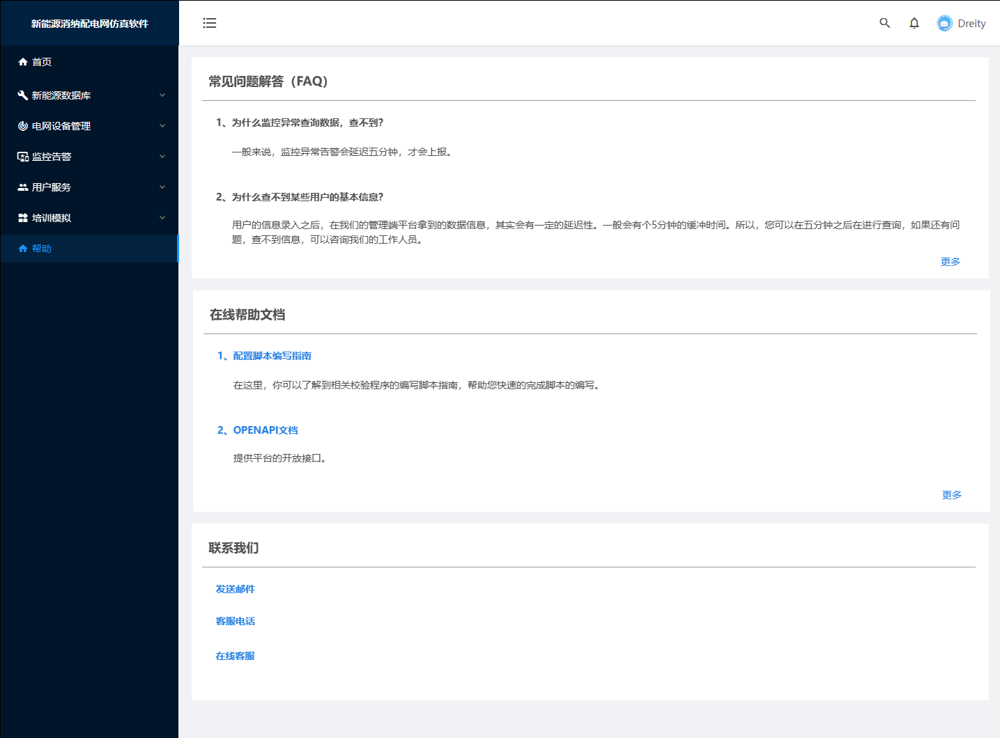 新能源消纳配电网仿真软件
Dreity
首页
新能源数据库
电网设备管理
监控告警
用户服务
培训模拟
帮助
常见问题解答（FAQ）
1、为什么监控异常查询数据，查不到？
一般来说，监控异常告警会延迟五分钟，才会上报。
2、为什么查不到某些用户的基本信息？
用户的信息录入之后，在我们的管理端平台拿到的数据信息，其实会有一定的延迟性。一般会有个5分钟的缓冲时间。所以，您可以在五分钟之后在进行查询，如果还有问
题，查不到信息，可以咨询我们的工作人员。
更多
在线帮助文档
1、配置脚本编写指南
在这里，你可以了解到相关校验程序的编写脚本指南，帮助您快速的完成脚本的编写。
2、OPENAPI文档
提供平台的开放接口。
更多
联系我们
发送邮件
客服电话
在线客服